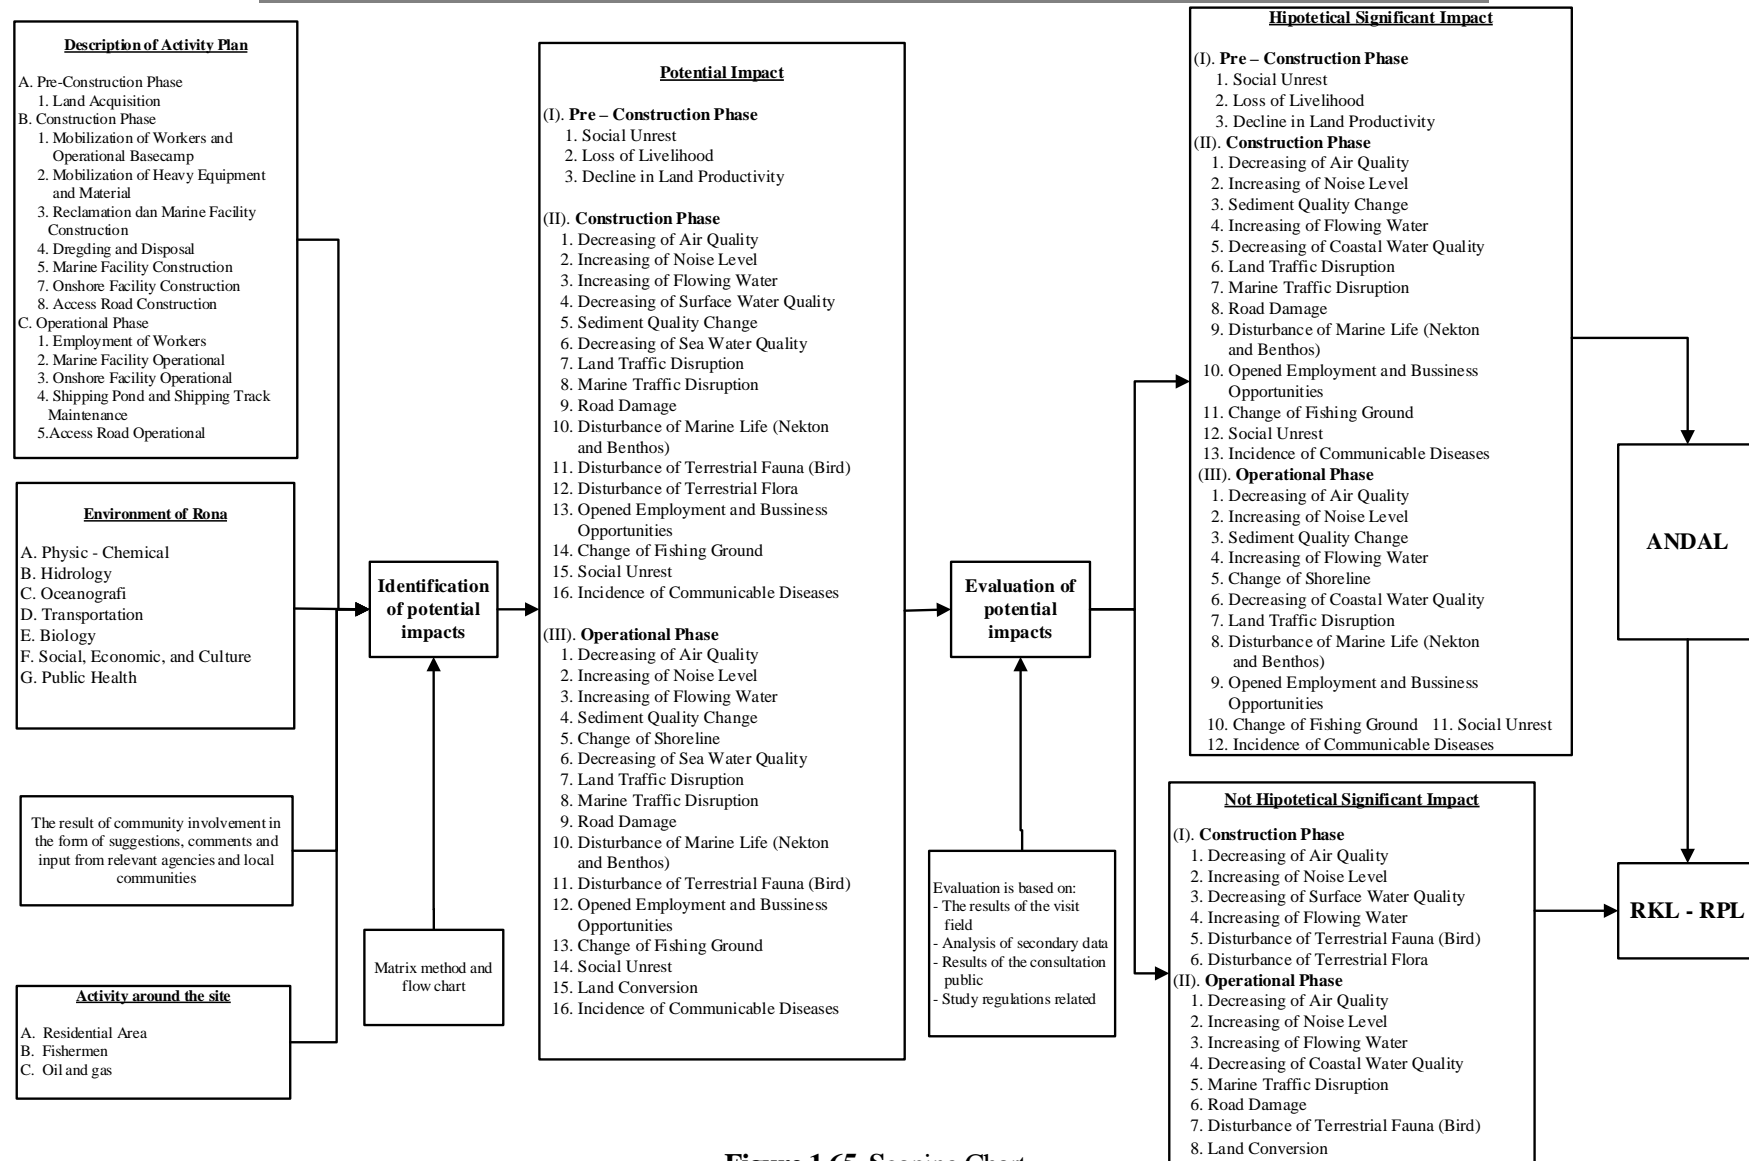 Description of Activity Plan
A. Pre-Construction Phase
1. Land Acquisition
B. Construction Phase
1. Mobilization of Workers and
Operational Basecamp
2. Mobilization of Heavy Equipment
and Material
3. Reclamation dan Marine Facility
Construction
4. Dregding and Disposal
5. Marine Facility Construction
7. Onshore Facility Construction
8. Access Road Construction
C. Operational Phase
1. Employment of Workers
2. Marine Facility Operational
3. Onshore Facility Operational
4. Shipping Pond and Shipping Track
Maintenance
5.Access Road Operational
Environment of Rona
A. Physic - Chemical
B. Hidrology
C. Oceanografi
D. Transportation
E. Biology
F. Social, Economic, and Culture
G. Public Health
The result of community involvement in
the form of suggestions, comments and
input from relevant agencies and local
communities
Activity around the site
A. Residential Area
B. Fishermen
C. Oil and gas
Identification
of potential
impacts
Matrix method and
flow chart
Potential Impact
(I). Pre – Construction Phase
1. Social Unrest
2. Loss of Livelihood
3. Decline in Land Productivity
(II). Construction Phase
1. Decreasing of Air Quality
2. Increasing of Noise Level
3. Increasing of Flowing Water
4. Decreasing of Surface Water Quality
5. Sediment Quality Change
6. Decreasing of Sea Water Quality
7. Land Traffic Disruption
8. Marine Traffic Disruption
9. Road Damage
10. Disturbance of Marine Life (Nekton
and Benthos)
11. Disturbance of Terrestrial Fauna (Bird)
12. Disturbance of Terrestrial Flora
13. Opened Employment and Bussiness
Opportunities
14. Change of Fishing Ground
15. Social Unrest
16. Incidence of Communicable Diseases
(III). Operational Phase
1. Decreasing of Air Quality
2. Increasing of Noise Level
3. Increasing of Flowing Water
4. Sediment Quality Change
5. Change of Shoreline
6. Decreasing of Sea Water Quality
7. Land Traffic Disruption
8. Marine Traffic Disruption
9. Road Damage
10. Disturbance of Marine Life (Nekton
and Benthos)
11. Disturbance of Terrestrial Fauna (Bird)
12. Opened Employment and Bussiness
Opportunities
13. Change of Fishing Ground
14. Social Unrest
15. Land Conversion
16. Incidence of Communicable Diseases
Evaluation of
potential
impacts
Evaluation is based on:
- The results of the visit
field
- Analysis of secondary data
- Results of the consultation
public
- Study regulations related
Hipotetical Significant Impact
(I). Pre – Construction Phase
1. Social Unrest
2. Loss of Livelihood
3. Decline in Land Productivity
(II). Construction Phase
1. Decreasing of Air Quality
2. Increasing of Noise Level
3. Sediment Quality Change
4. Increasing of Flowing Water
5. Decreasing of Coastal Water Quality
6. Land Traffic Disruption
7. Marine Traffic Disruption
8. Road Damage
9. Disturbance of Marine Life (Nekton
and Benthos)
10. Opened Employment and Bussiness
Opportunities
11. Change of Fishing Ground
12. Social Unrest
13. Incidence of Communicable Diseases
(III). Operational Phase
1. Decreasing of Air Quality
2. Increasing of Noise Level
3. Sediment Quality Change
4. Increasing of Flowing Water
5. Change of Shoreline
6. Decreasing of Coastal Water Quality
7. Land Traffic Disruption
8. Disturbance of Marine Life (Nekton
and Benthos)
9. Opened Employment and Bussiness
Opportunities
10. Change of Fishing Ground 11. Social Unrest
12. Incidence of Communicable Diseases
Not Hipotetical Significant Impact
(I). Construction Phase
1. Decreasing of Air Quality
2. Increasing of Noise Level
3. Decreasing of Surface Water Quality
4. Increasing of Flowing Water
5. Disturbance of Terrestrial Fauna (Bird)
6. Disturbance of Terrestrial Flora
(II). Operational Phase
1. Decreasing of Air Quality
2. Increasing of Noise Level
3. Increasing of Flowing Water
4. Decreasing of Coastal Water Quality
5. Marine Traffic Disruption
6. Road Damage
7. Disturbance of Terrestrial Fauna (Bird)
8. Land Conversion
ANDAL
RKL - RPL
Figure 1.65 Scoping Chart